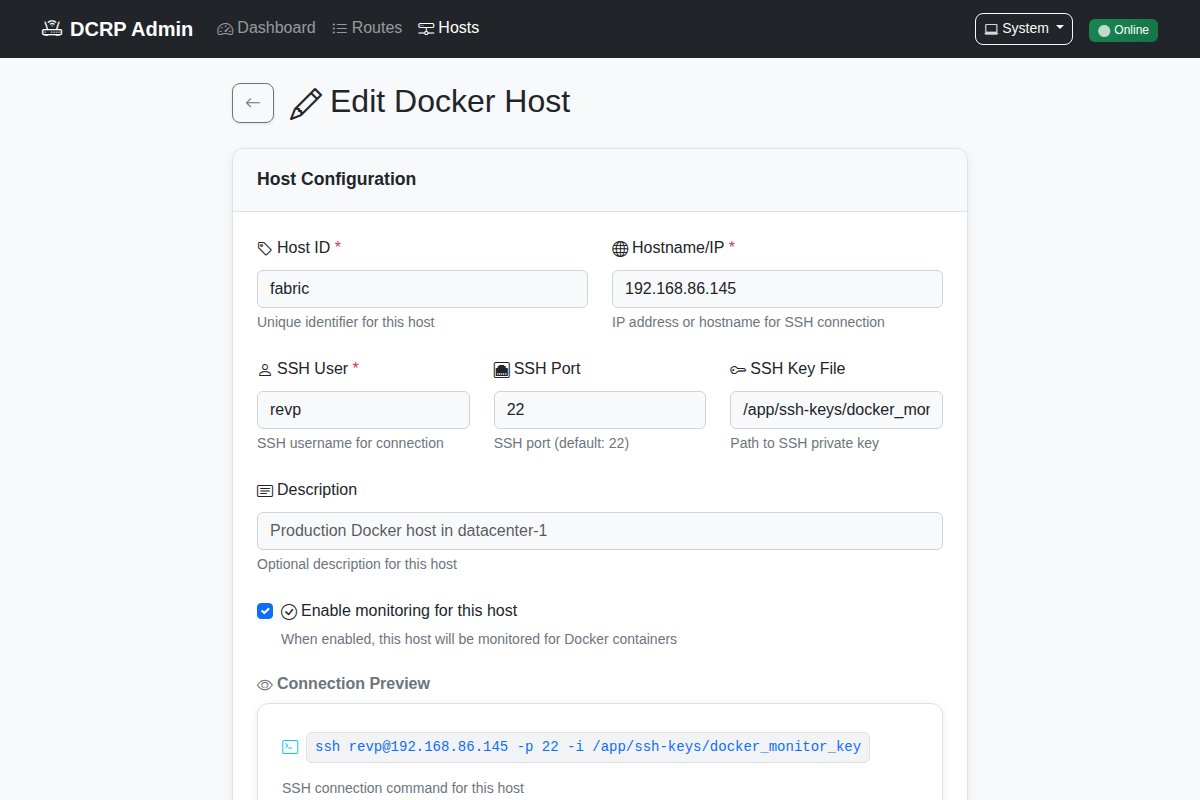 DCRP Admin Dashboard Routes Hosts System Online
Edit Docker Host
Host Configuration
Host ID * Hostname/IP *
fabric 192.168.86.145
Unique identifier for this host IP address or hostname for SSH connection
SSH User * SSH Port SSH Key File
revp 22 /app/ssh-keys/docker_mor
SSH username for connection SSH port (default: 22) Path to SSH private key
Description
Production Docker host in datacenter-1
Optional description for this host
Enable monitoring for this host
When enabled, this host will be monitored for Docker containers
Connection Preview
ssh revp@192.168.86.145 -p 22 -i /app/ssh-keys/docker_monitor_key
SSH connection command for this host